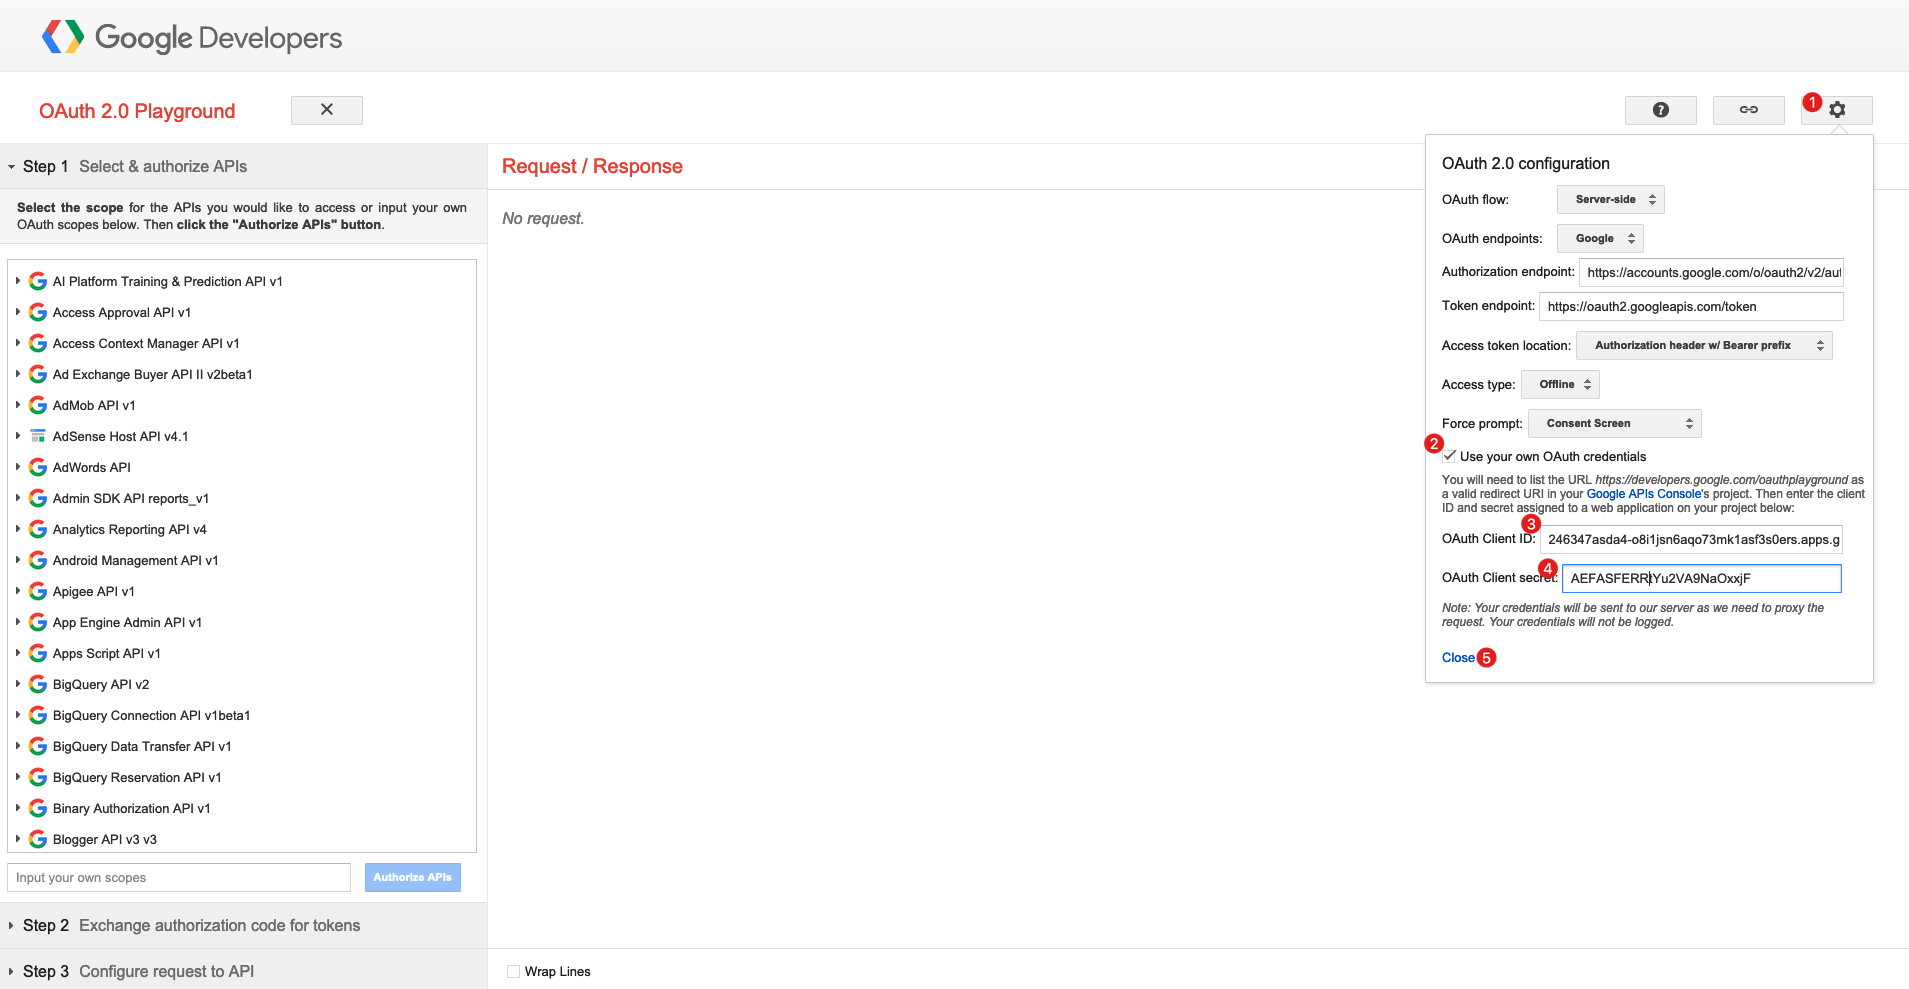 Google Developers
OAuth 2.0 Playground
1
Step 1 Select & authorize APIs
Select the scope for the APIs you would like to access or input your own
OAuth scopes below. Then click the "Authorize APIs" button.
AI Platform Training & Prediction API v1
Access Approval API v1
Access Context Manager API v1
Ad Exchange Buyer API II v2beta1
AdMob API v1
AdSense Host API v4.1
AdWords API
Admin SDK API reports_v1
Analytics Reporting API v4
Android Management API v1
Apigee API v1
App Engine Admin API v1
Apps Script API v1
BigQuery API v2
BigQuery Connection API v1beta1
BigQuery Data Transfer API v1
BigQuery Reservation API v1
Binary Authorization API v1
Blogger API v3 v3
Input your own scopes
Authorize APIs
Step 2 Exchange authorization code for tokens
Step 3 Configure request to API
Request / Response
No request.
Wrap Lines
OAuth 2.0 configuration
OAuth flow: Server-side
OAuth endpoints: Google
Authorization endpoint: https://accounts.google.com/o/oauth2/v2/aut
Token endpoint: https://oauth2.googleapis.com/token
Access token location: Authorization header w/ Bearer prefix
Access type: Offline
Force prompt: Consent Screen
2
Use your own OAuth credentials
You will need to list the URL https://developers.google.com/oauthplayground as
a valid redirect URI in your Google APIs Console's project. Then enter the client
ID and secret assigned to a web application on your project below:
3
OAuth Client ID: 246347asda4-o8i1jsn6aqo73mk1asf3s0ers.apps.g
4
OAuth Client secret: AEFASFERRtYu2VA9NaOxxjF
Note: Your credentials will be sent to our server as we need to proxy the
request. Your credentials will not be logged.
Close 5